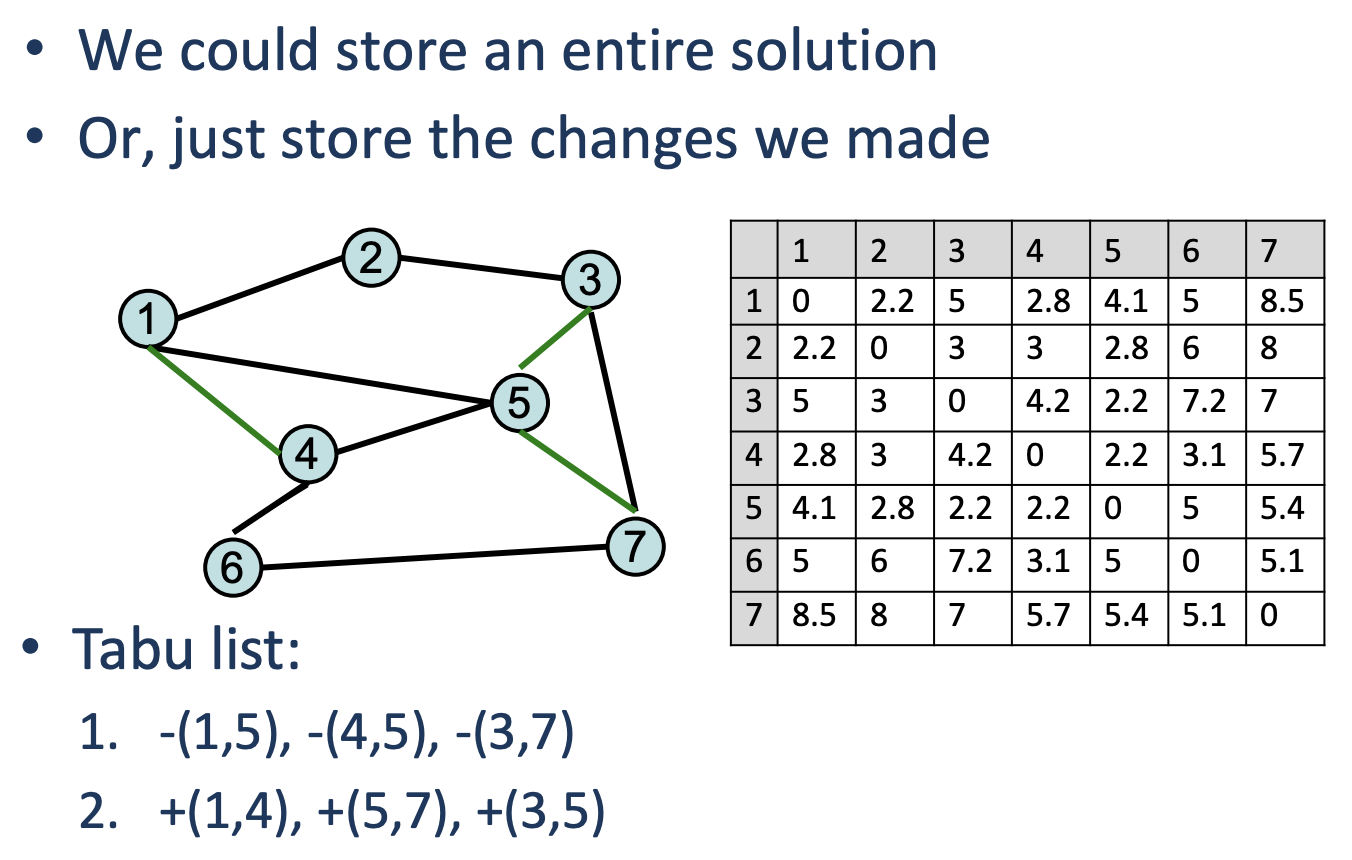 • We could store an entire solution
• Or, just store the changes we made
2
3
1
5
4
7
6
1 2 3 4 5 6 7
1 0 2.2 5 2.8 4.1 5 8.5
2 2.2 0 3 3 2.8 6 8
3 5 3 0 4.2 2.2 7.2 7
4 2.8 3 4.2 0 2.2 3.1 5.7
5 4.1 2.8 2.2 2.2 0 5 5.4
6 5 6 7.2 3.1 5 0 5.1
7 8.5 8 7 5.7 5.4 5.1 0
• Tabu list:
1. -(1,5), -(4,5), -(3,7)
2. +(1,4), +(5,7), +(3,5)